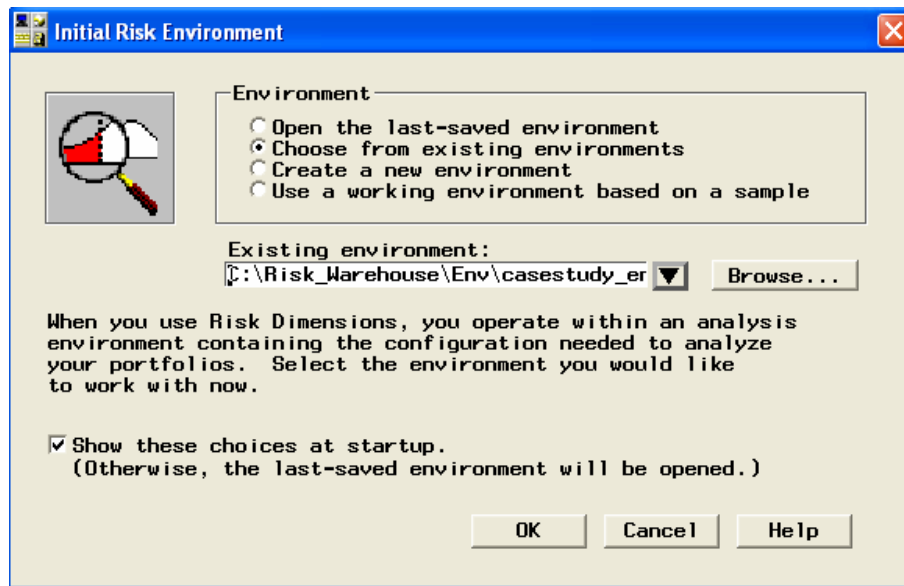 Initial Risk Environment
Environment
Open the last-saved environment
Choose from existing environments
Create a new environment
Use a working environment based on a sample
Existing environment:
C:\Risk_Warehouse\Env\casestudy_er
Browse...
When you use Risk Dimensions, you operate within an analysis
environment containing the configuration needed to analyze
your portfolios.  Select the environment you would like
to work with now.
Show these choices at startup.
(Otherwise, the last-saved environment will be opened.)
OK
Cancel
Help